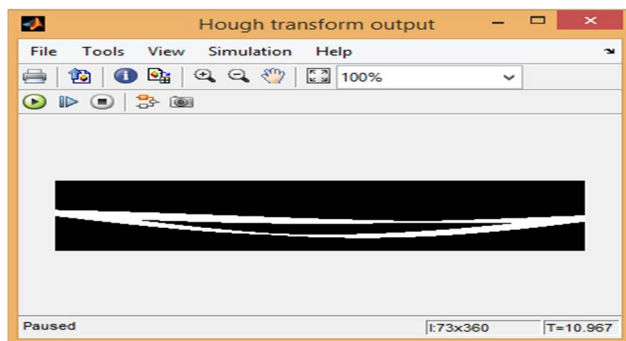 Hough transform output
File Tools View Simulation Help
100%
Paused I:73x360 T=10.967